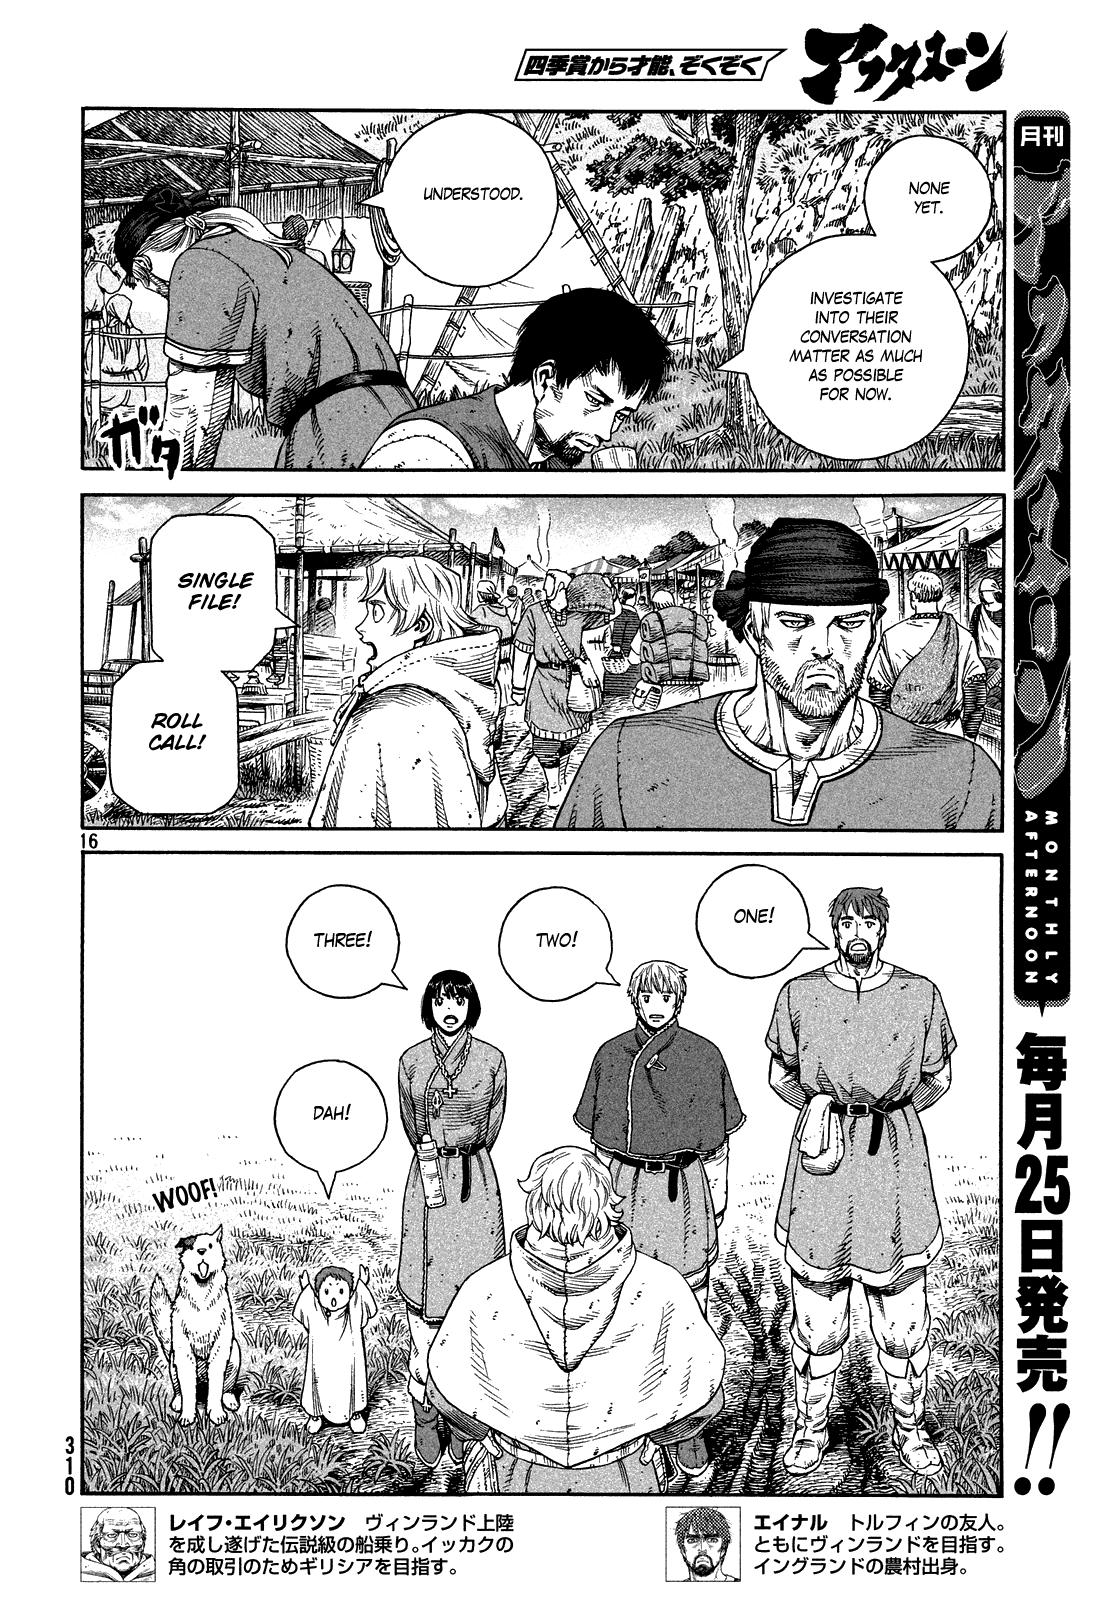 四季賞から才能、ぞくぞく
アフタヌーン
NONE
YET.
INVESTIGATE
INTO THEIR
CONVERSATION
MATTER AS MUCH
AS POSSIBLE
FOR NOW.
UNDERSTOOD.
ガタ
SINGLE
FILE!
ROLL
CALL!
16
ONE!
TWO!
THREE!
DAH!
WOOF!
310
月刊
アフタヌーン
MONTHLY
AFTERNOON
毎月25日発売!!
レイフ・エイリクソン ヴィンランド上陸
を成し遂げた伝説級の船乗り。イッカクの
角の取引のためギリシアを目指す。
エイナル トルフィンの友人。
ともにヴィンランドを目指す。
イングランドの農村出身。